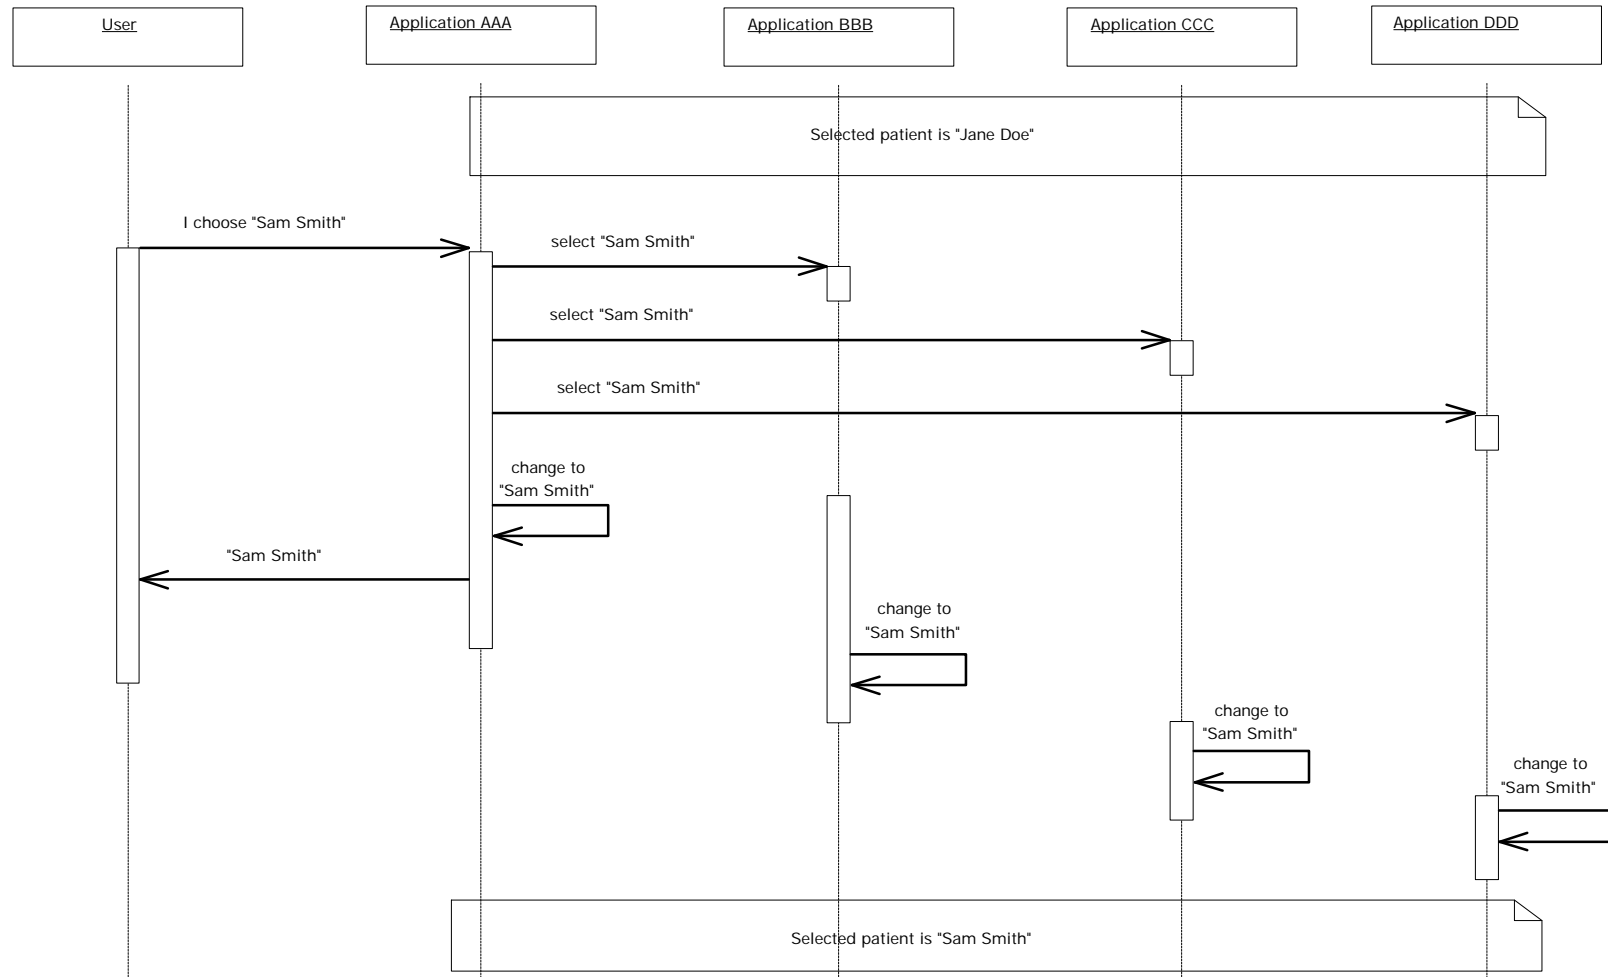 User
Application AAA
Application BBB
Application CCC
Application DDD
Selected patient is "Jane Doe"
I choose "Sam Smith"
select "Sam Smith"
select "Sam Smith"
select "Sam Smith"
change to
"Sam Smith"
"Sam Smith"
change to
"Sam Smith"
change to
"Sam Smith"
change to
"Sam Smith"
Selected patient is "Sam Smith"